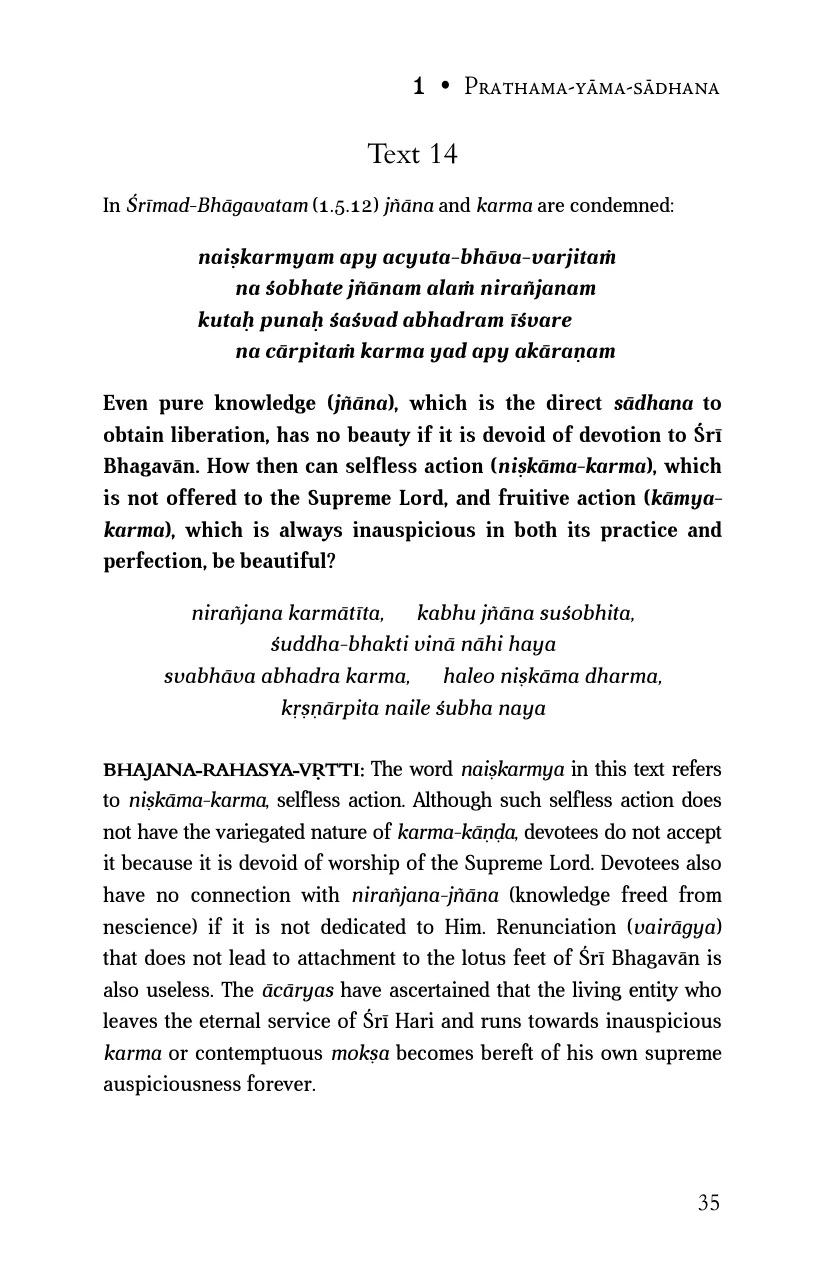 1 • Prathama-yāma-sādhana
Text 14
In Śrīmad-Bhāgavatam (1.5.12) jñāna and karma are condemned:
naiṣkarmyam apy acyuta-bhāva-varjitaṁ
na śobhate jñānam alaṁ nirañjanam
kutaḥ punaḥ śaśvad abhadram īśvare
na cārpitaṁ karma yad apy akāraṇam
Even pure knowledge (jñāna), which is the direct sādhana to
obtain liberation, has no beauty if it is devoid of devotion to Śrī
Bhagavān. How then can selfless action (niṣkāma-karma), which
is not offered to the Supreme Lord, and fruitive action (kāmya-
karma), which is always inauspicious in both its practice and
perfection, be beautiful?
nirañjana karmātīta, kabhu jñāna suśobhita,
śuddha-bhakti vinā nāhi haya
svabhāva abhadra karma, haleo niṣkāma dharma,
kṛṣṇārpita naile śubha naya
BHAJANA-RAHASYA-VṚTTI: The word naiṣkarmya in this text refers
to niṣkāma-karma, selfless action. Although such selfless action does
not have the variegated nature of karma-kāṇḍa, devotees do not accept
it because it is devoid of worship of the Supreme Lord. Devotees also
have no connection with nirañjana-jñāna (knowledge freed from
nescience) if it is not dedicated to Him. Renunciation (vairāgya)
that does not lead to attachment to the lotus feet of Śrī Bhagavān is
also useless. The ācāryas have ascertained that the living entity who
leaves the eternal service of Śrī Hari and runs towards inauspicious
karma or contemptuous mokṣa becomes bereft of his own supreme
auspiciousness forever.
35